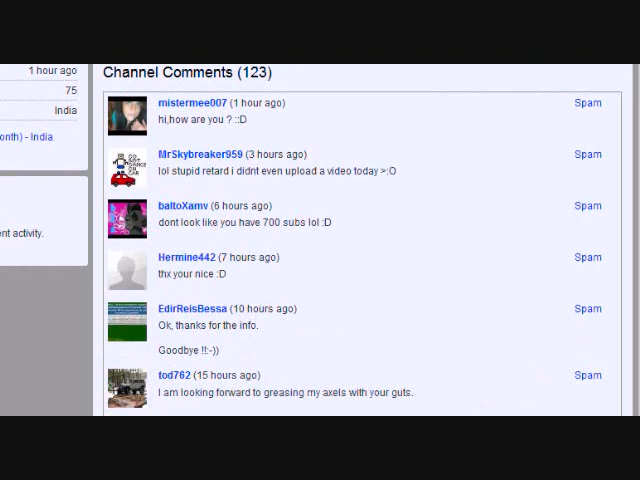 1 hour ago
75
India
onth) - India
ent activity.
Channel Comments (123)
mistermee007 (1 hour ago) Spam
hi,how are you ? ::D
MrSkybreaker959 (3 hours ago) Spam
lol stupid retard i didnt even upload a video today >:O
baltoXamv (6 hours ago) Spam
dont look like you have 700 subs lol :D
Hermine442 (7 hours ago) Spam
thx your nice :D
EdirReisBessa (10 hours ago) Spam
Ok, thanks for the info.
Goodbye !!:-))
tod762 (15 hours ago) Spam
I am looking forward to greasing my axels with your guts.